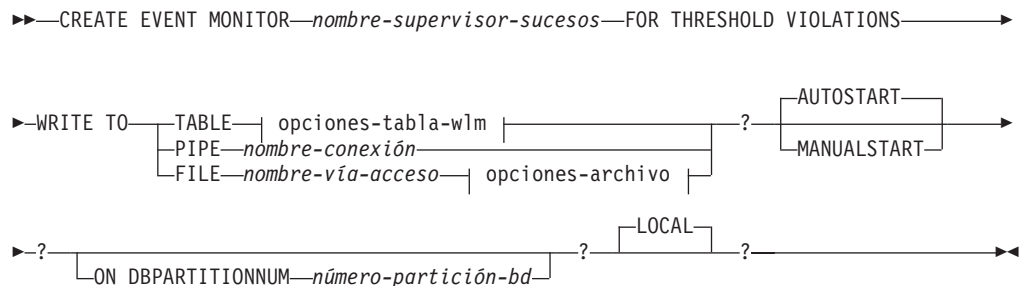 CREATE EVENT MONITOR nombre-supervisor-sucesos FOR THRESHOLD VIOLATIONS
AUTOSTART
WRITE TO TABLE opciones-tabla-wlm ? MANUALSTART
PIPE nombre-conexión
FILE nombre-vía-acceso opciones-archivo
LOCAL
? ? ?
ON DBPARTITIONNUM número-partición-bd